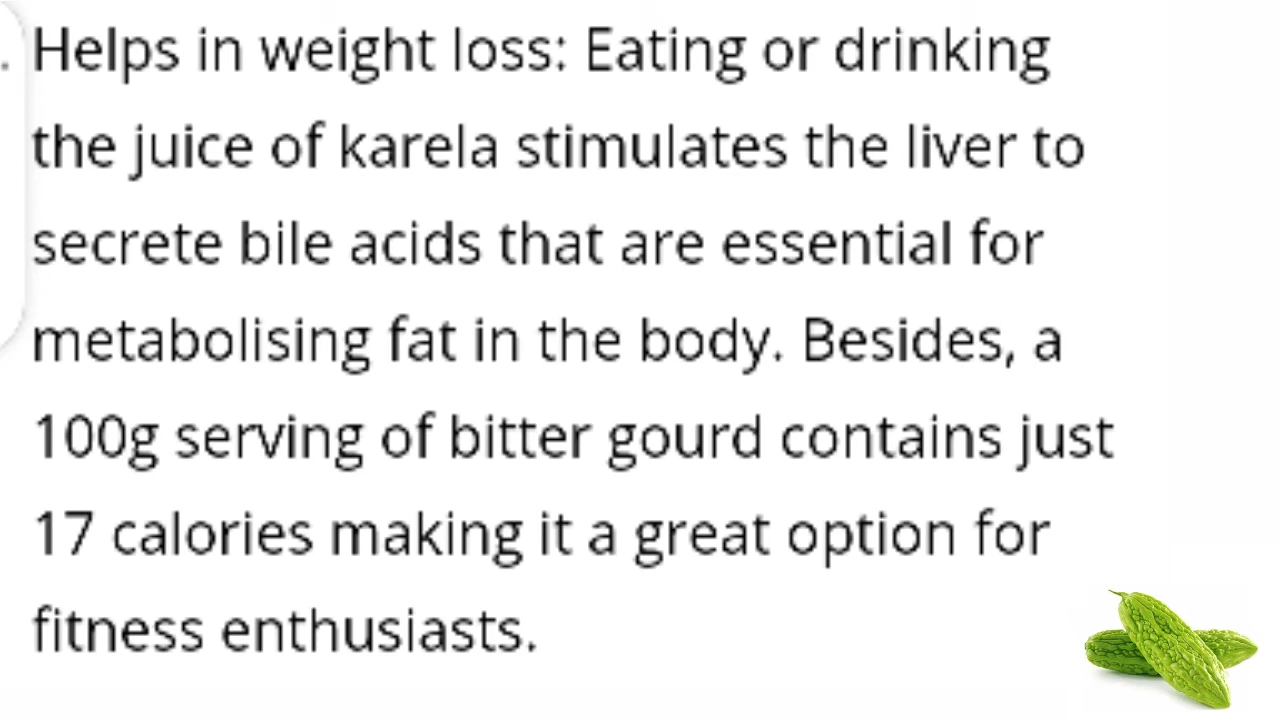 . Helps in weight loss: Eating or drinking
the juice of karela stimulates the liver to
secrete bile acids that are essential for
metabolising fat in the body. Besides, a
100g serving of bitter gourd contains just
17 calories making it a great option for
fitness enthusiasts.